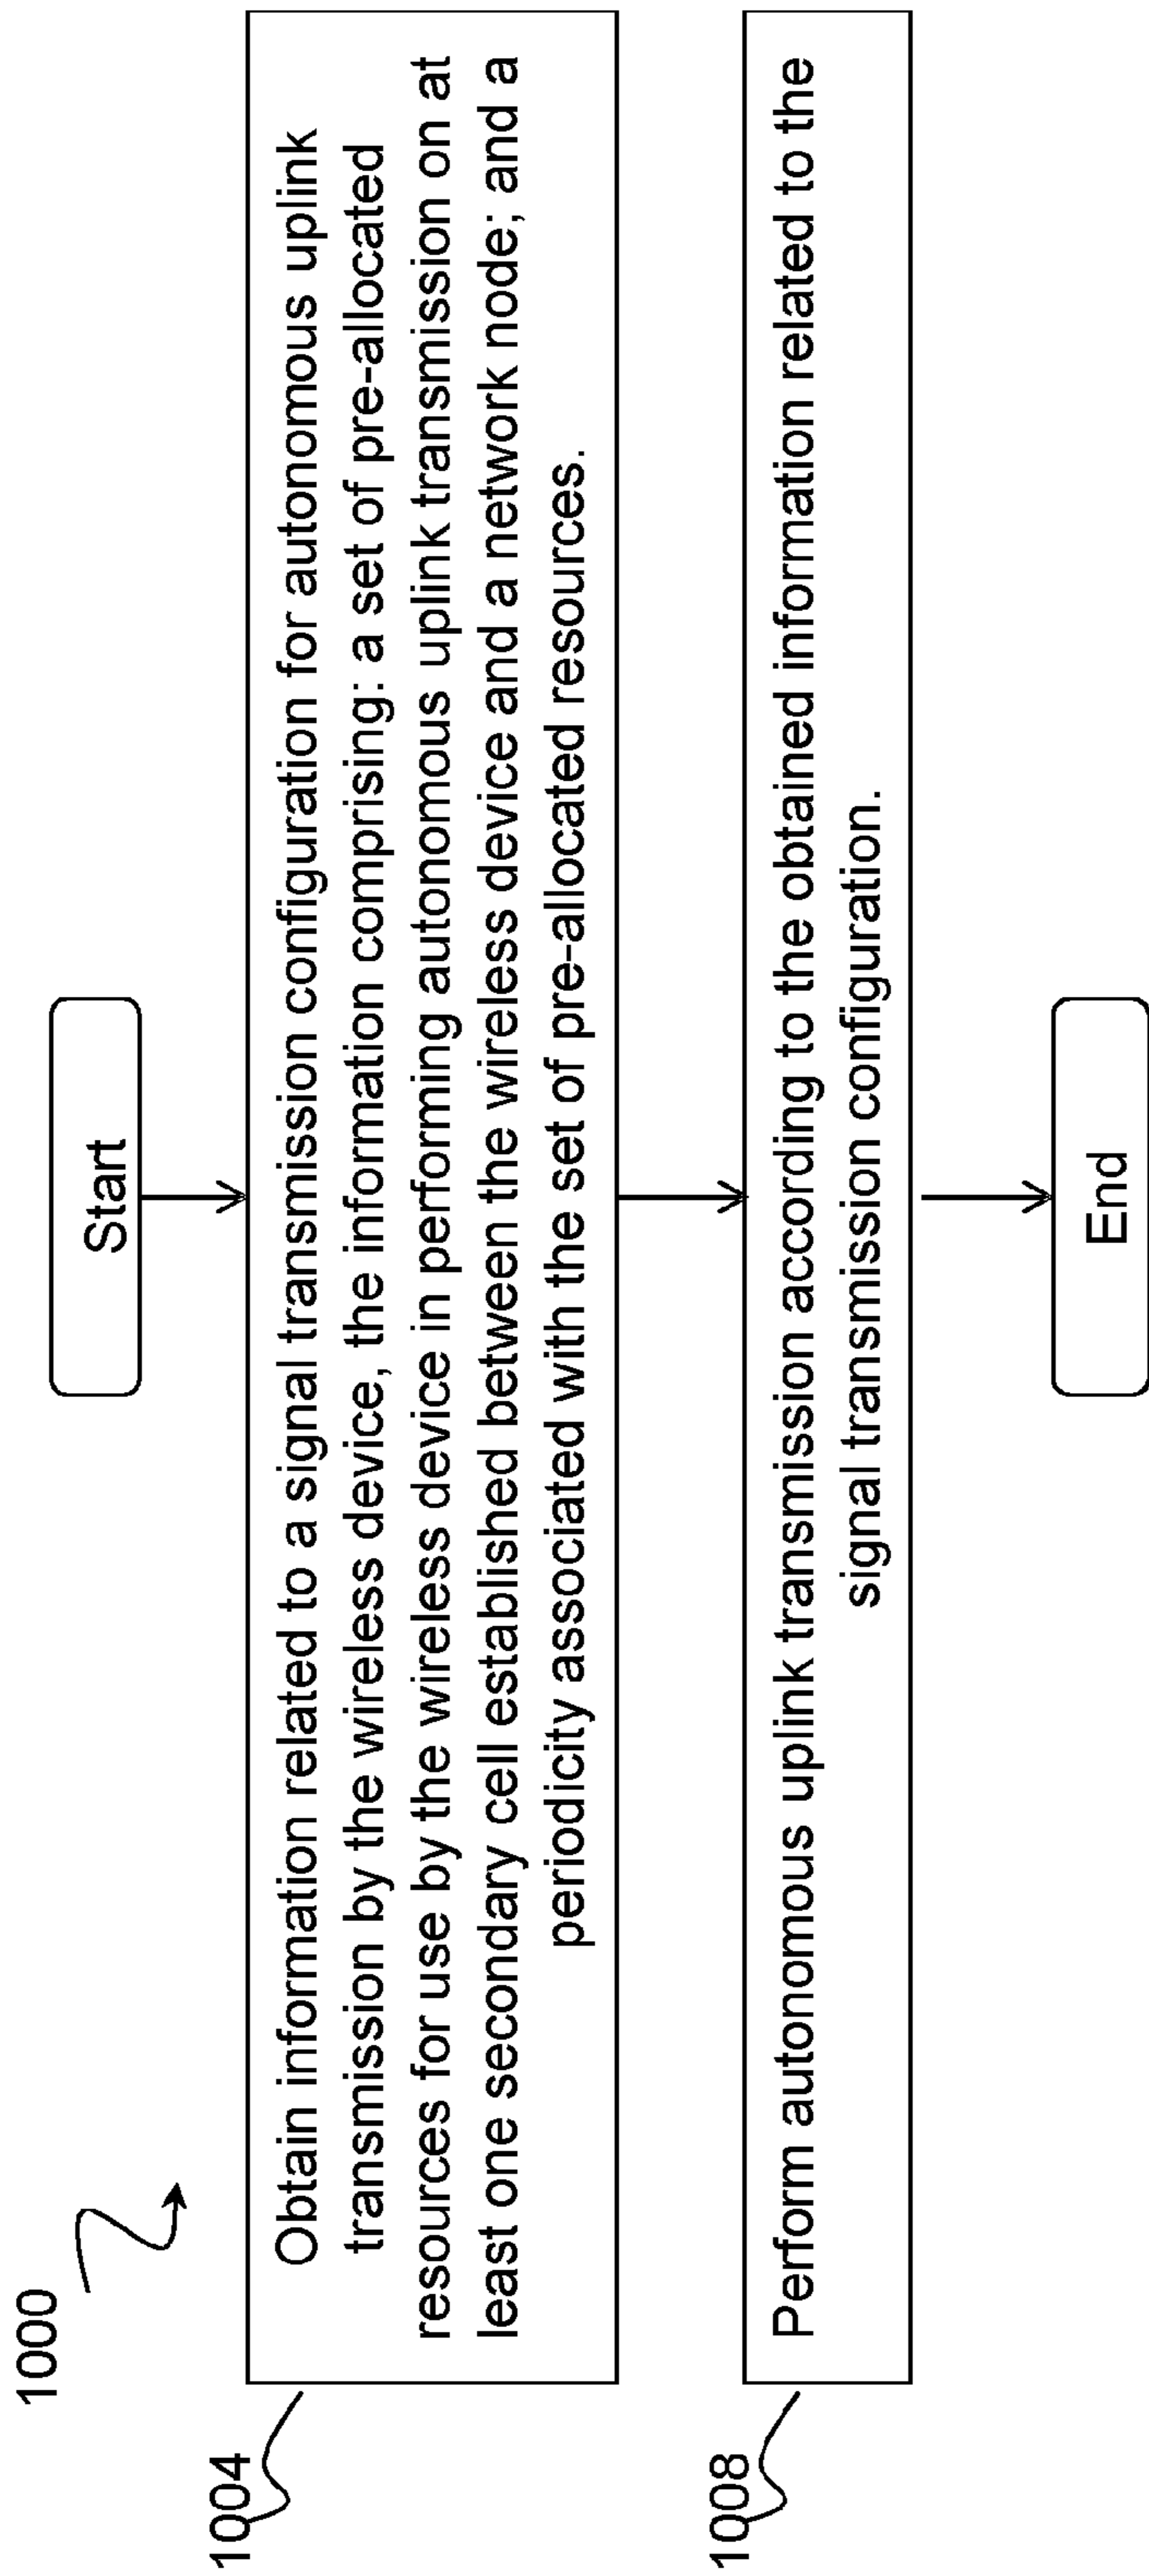 1000
Start
1004
Obtain information related to a signal transmission configuration for autonomous uplink
transmission by the wireless device, the information comprising: a set of pre-allocated
resources for use by the wireless device in performing autonomous uplink transmission on at
least one secondary cell established between the wireless device and a network node; and a
periodicity associated with the set of pre-allocated resources.
1008
Perform autonomous uplink transmission according to the obtained information related to the
signal transmission configuration.
End